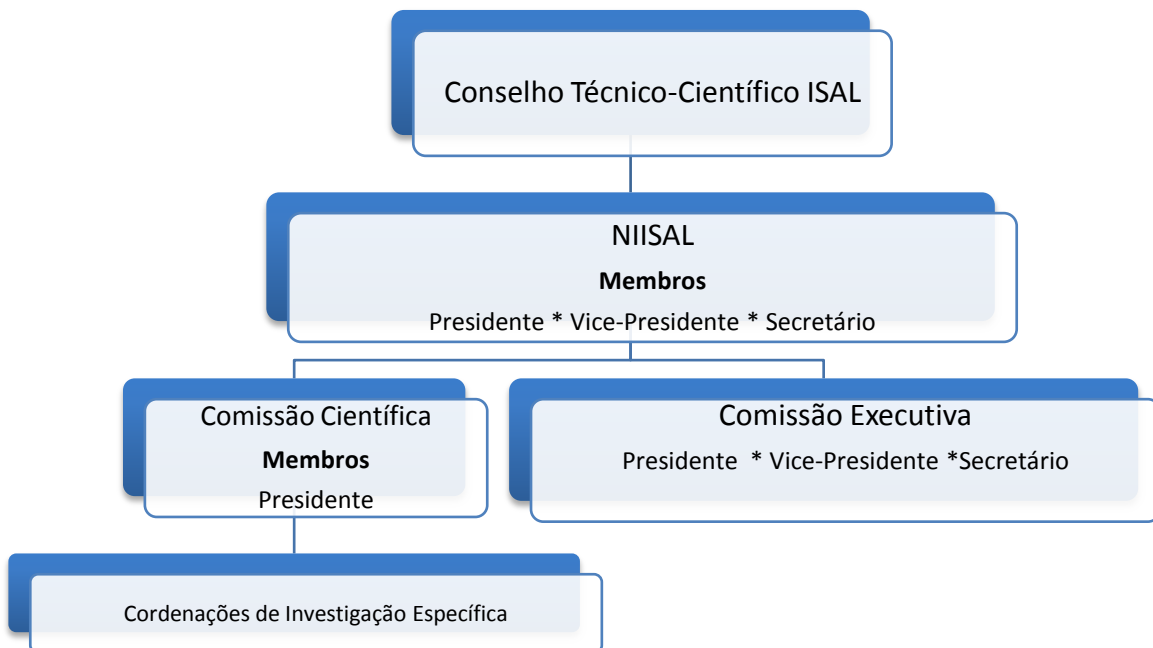 Conselho Técnico-Científico ISAL
NIISAL
Membros
Presidente * Vice-Presidente * Secretário
Comissão Científica
Membros
Presidente
Comissão Executiva
Presidente * Vice-Presidente *Secretário
Cordenações de Investigação Específica